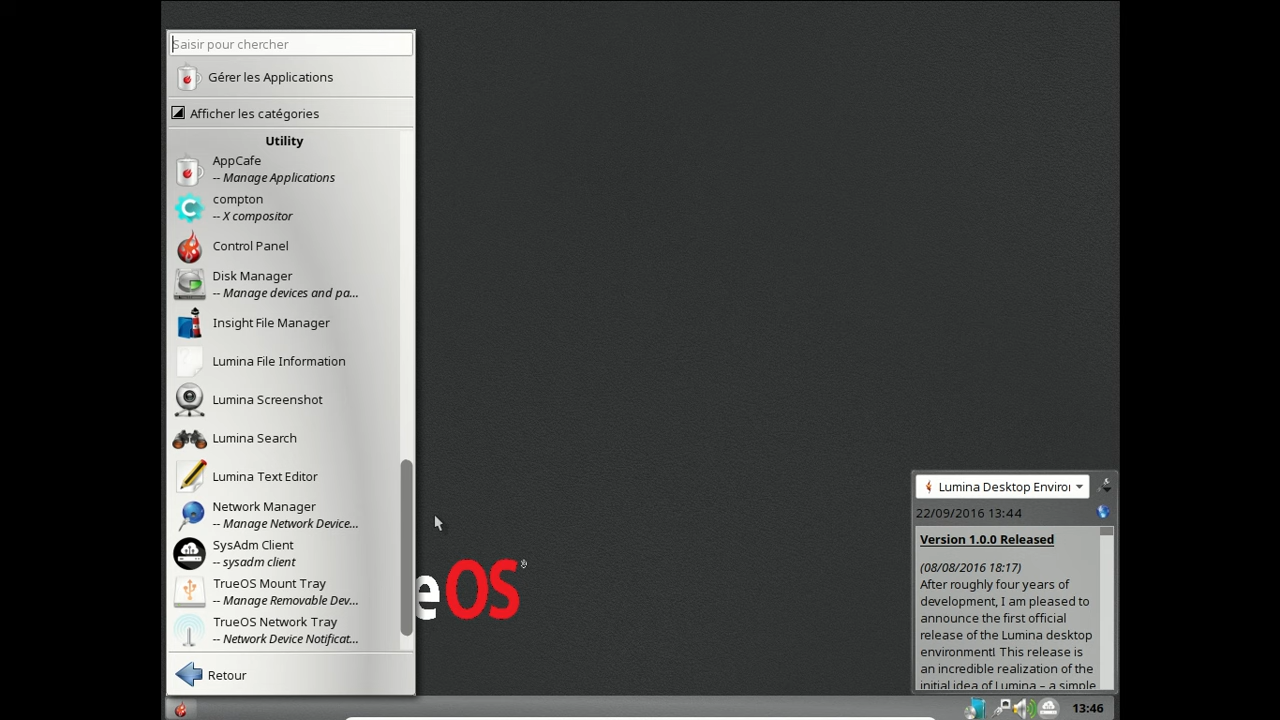 Saisir pour chercher
Gérer les Applications
Afficher les catégories
Utility
AppCafe
-- Manage Applications
compton
-- X compositor
Control Panel
Disk Manager
-- Manage devices and pa...
Insight File Manager
Lumina File Information
Lumina Screenshot
Lumina Search
Lumina Text Editor
Network Manager
-- Manage Network Device...
SysAdm Client
-- sysadm client
TrueOS Mount Tray
-- Manage Removable Dev...
TrueOS Network Tray
-- Network Device Notificat...
Retour
eOS®
Lumina Desktop Enviro
22/09/2016 13:44
Version 1.0.0 Released
(08/08/2016 18:17)
After roughly four years of
development, I am pleased to
announce the first official
release of the Lumina desktop
environment! This release is
an incredible realization of the
initial idea of Lumina – a simple
13:46